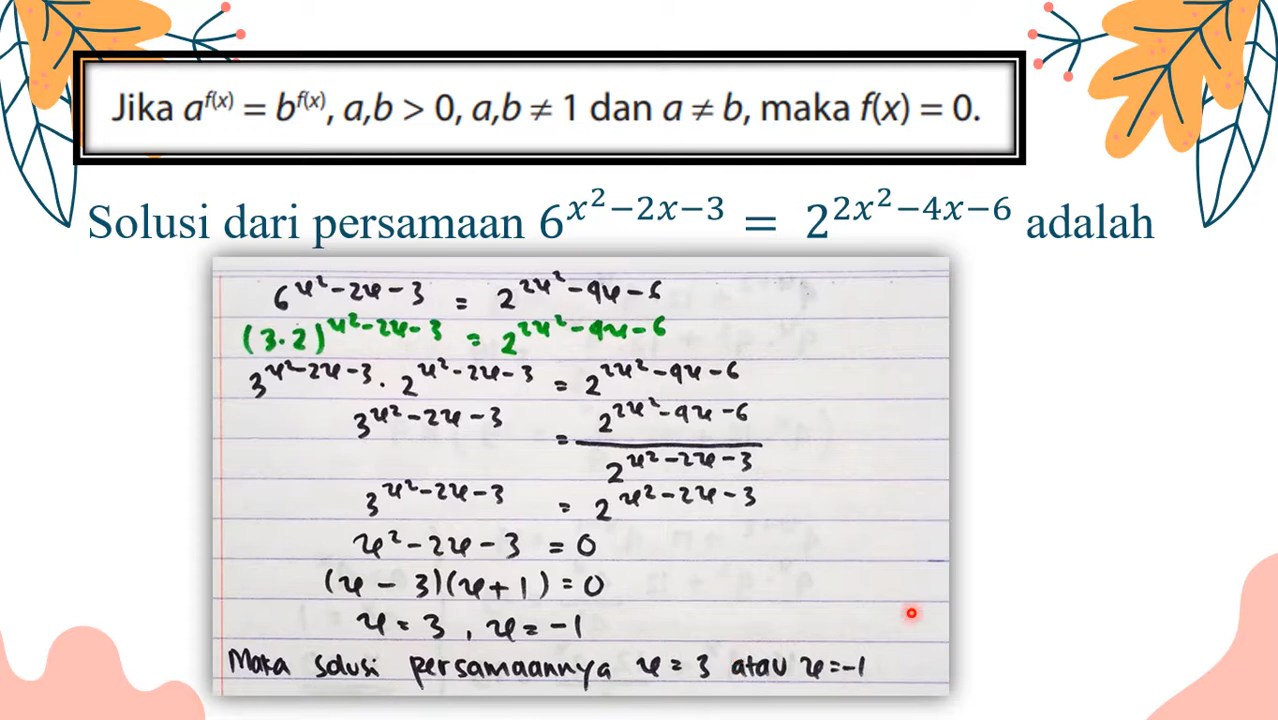 Jika a^f(x) = b^f(x), a,b > 0, a,b ≠ 1 dan a ≠ b, maka f(x) = 0.
Solusi dari persamaan 6^(x²−2x−3) = 2^(2x²−4x−6) adalah
6^(x²−2x−3) = 2^(2x²−4x−6)
(3.2)^(x²−2x−3) = 2^(2x²−4x−6)
3^(x²−2x−3) . 2^(x²−2x−3) = 2^(2x²−4x−6)
3^(x²−2x−3) = 2^(2x²−4x−6) / 2^(x²−2x−3)
3^(x²−2x−3) = 2^(x²−2x−3)
x²−2x−3 = 0
(x − 3)(x+1) = 0
x = 3, x = −1
Maka solusi persamaannya x = 3 atau x = −1